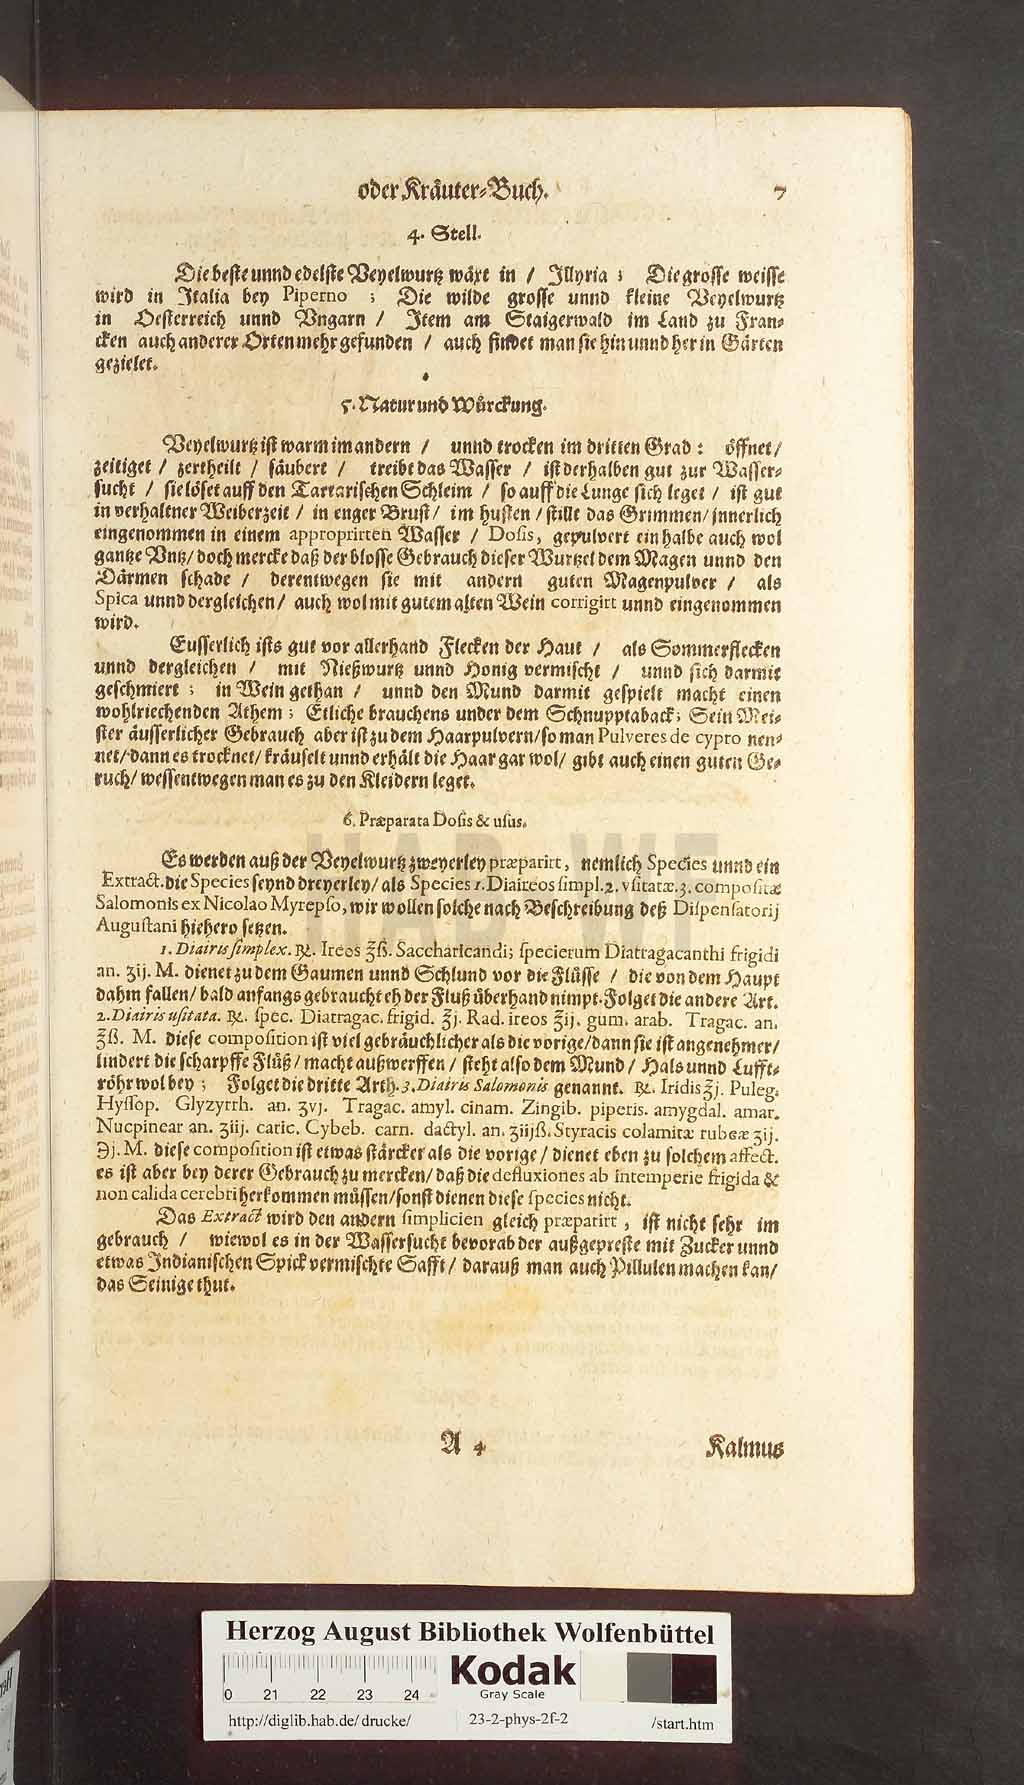 oder Kräuter-Buch. 7
4. Stell.
Die beste unnd edelste Veyelwurtz wäxt in / Illyria ; Die grosse weisse
wird in Italia bey Piperno ; Die wilde grosse unnd kleine Veyelwurtz
in Oesterreich unnd Vngarn / Item am Staigerwald im Land zu Fran-
cken auch anderer Orten mehr gefunden / auch findet man sie hin unnd her in Gärten
gezielet.
5. Natur und Würckung.
Veyelwurtz ist warm im andern / unnd trocken im dritten Grad : öffnet /
zeitiget / zertheilt / säubert / treibt das Wasser / ist derhalben gut zur Wasser-
sucht / sie löset auff den Tartarischen Schleim / so auff die Lunge sich leget / ist gut
in verhaltner Weiberzeit / in enger Brust / im husten / stillt das Grimmen / innerlich
eingenommen in einem approprirten Wasser / Dosis, gepulvert ein halbe auch wol
gantze Vntz / doch mercke daß der blosse Gebrauch dieser Wurtzel dem Magen unnd den
Därmen schade / derentwegen sie mit andern guten Magenpulver / als
Spica unnd dergleichen / auch wol mit gutem alten Wein corrigirt unnd eingenommen
wird.
Eusserlich ists gut vor allerhand Flecken der Haut / als Sommerflecken
unnd dergleichen / mit Nießwurtz unnd Honig vermischt / unnd sich darmit
geschmiert ; in Wein gethan / unnd den Mund darmit gespielt macht einen
wohlriechenden Athem ; Etliche brauchens under dem Schnupptaback ; Sein Mei-
ster äusserlicher Gebrauch aber ist zu dem Haarpulvern / so man Pulveres de cypro nen-
net / dann es trocknet / kräuselt unnd erhält die Haar gar wol / gibt auch einen guten Ge-
ruch / wessentwegen man es zu den Kleidern leget.
6. Præparata Dosis & usus.
Es werden auß der Veyelwurtz zweyerley præparirt, nemlich Species unnd ein
Extract. die Species seynd dreyerley / als Species 1. Diaireos simpl. 2. vsitatæ. 3. compositæ
Salomonis ex Nicolao Myrepso, wir wollen solche nach Beschreibung deß Dispensatorij
Augustani hiehero setzen.
1. Diairis simplex. ℞. Ireos ℥ß. Sacchari candi; specierum Diatragacanthi frigidi
an. ʒij. M. dienet zu dem Gaumen unnd Schlund vor die Flüsse / die von dem Haupt
dahin fallen / bald anfangs gebraucht eh der Fluß überhand nimpt. Folget die andere Art.
2. Diairis usitata. ℞. spec. Diatragac. frigid. ℥j. Rad. ireos ℥ij. gum. arab. Tragac. an.
℥ß. M. diese composition ist viel gebräuchlicher als die vorige / dann sie ist angenehmer /
lindert die scharpffe Flüß / macht außwerffen / steht also dem Mund / Hals unnd Lufft-
röhr wol bey ; Folget die dritte Arth. 3. Diairis Salomonis genannt. ℞. Iridis ℥j. Puleg.
Hyssop. Glyzyrrh. an. ʒvj. Tragac. amyl. cinam. Zingib. piperis. amygdal. amar.
Nucpinear an. ʒiij. caric. Cybeb. carn. dactyl. an. ʒiijß. Styracis colamitæ rubeæ ʒij.
℈j. M. diese composition ist etwas stärcker als die vorige / dienet eben zu solchem affect.
es ist aber bey derer Gebrauch zu mercken / daß die defluxiones ab intemperie frigida &
non calida cerebri herkommen müssen / sonst dienen diese species nicht.
Das Extract wird den andern simplicien gleich præparirt, ist nicht sehr im
gebrauch / wiewol es in der Wassersucht bevorab der außgepreste mit Zucker unnd
etwas Indianischen Spick vermischte Safft / darauß man auch Pillulen machen kan /
das Seinige thut.
A 4 Kalmus
HAB WF
Herzog August Bibliothek Wolfenbüttel
Kodak
Gray Scale
0 21 22 23 24
http://diglib.hab.de/drucke/ 23-2-phys-2f-2 /start.htm